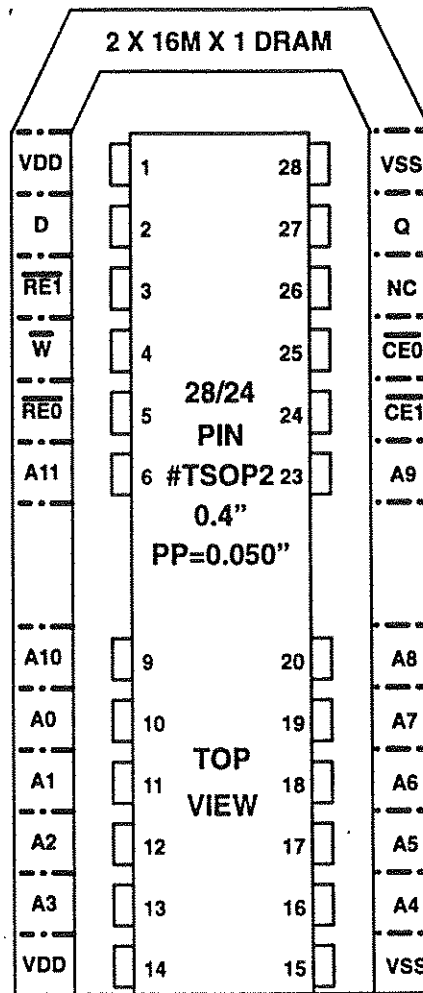 2 X 16M X 1 DRAM
VDD 1 28 VSS
D 2 27 Q
RE1 3 26 NC
W 4 25 CE0
RE0 5 24 CE1
28/24
PIN
A11 6 #TSOP2 23 A9
0.4”
PP=0.050”
A10 9 20 A8
A0 10 19 A7
TOP
A1 11 18 A6
VIEW
A2 12 17 A5
A3 13 16 A4
VDD 14 15 VSS